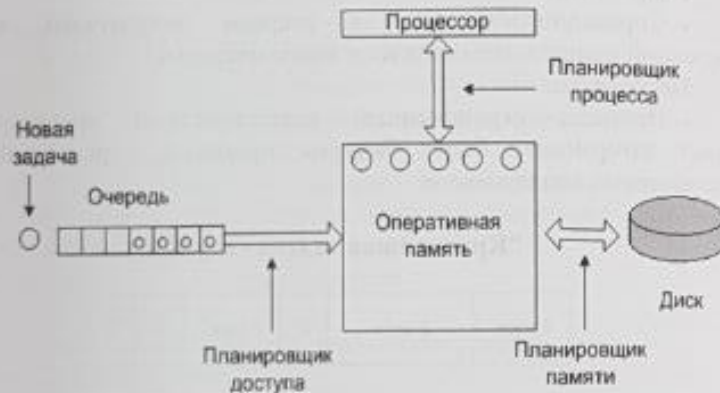 Процессор
Планировщик
процесса
Новая
задача
Очередь
Оперативная
память
Диск
Планировщик
доступа
Планировщик
памяти